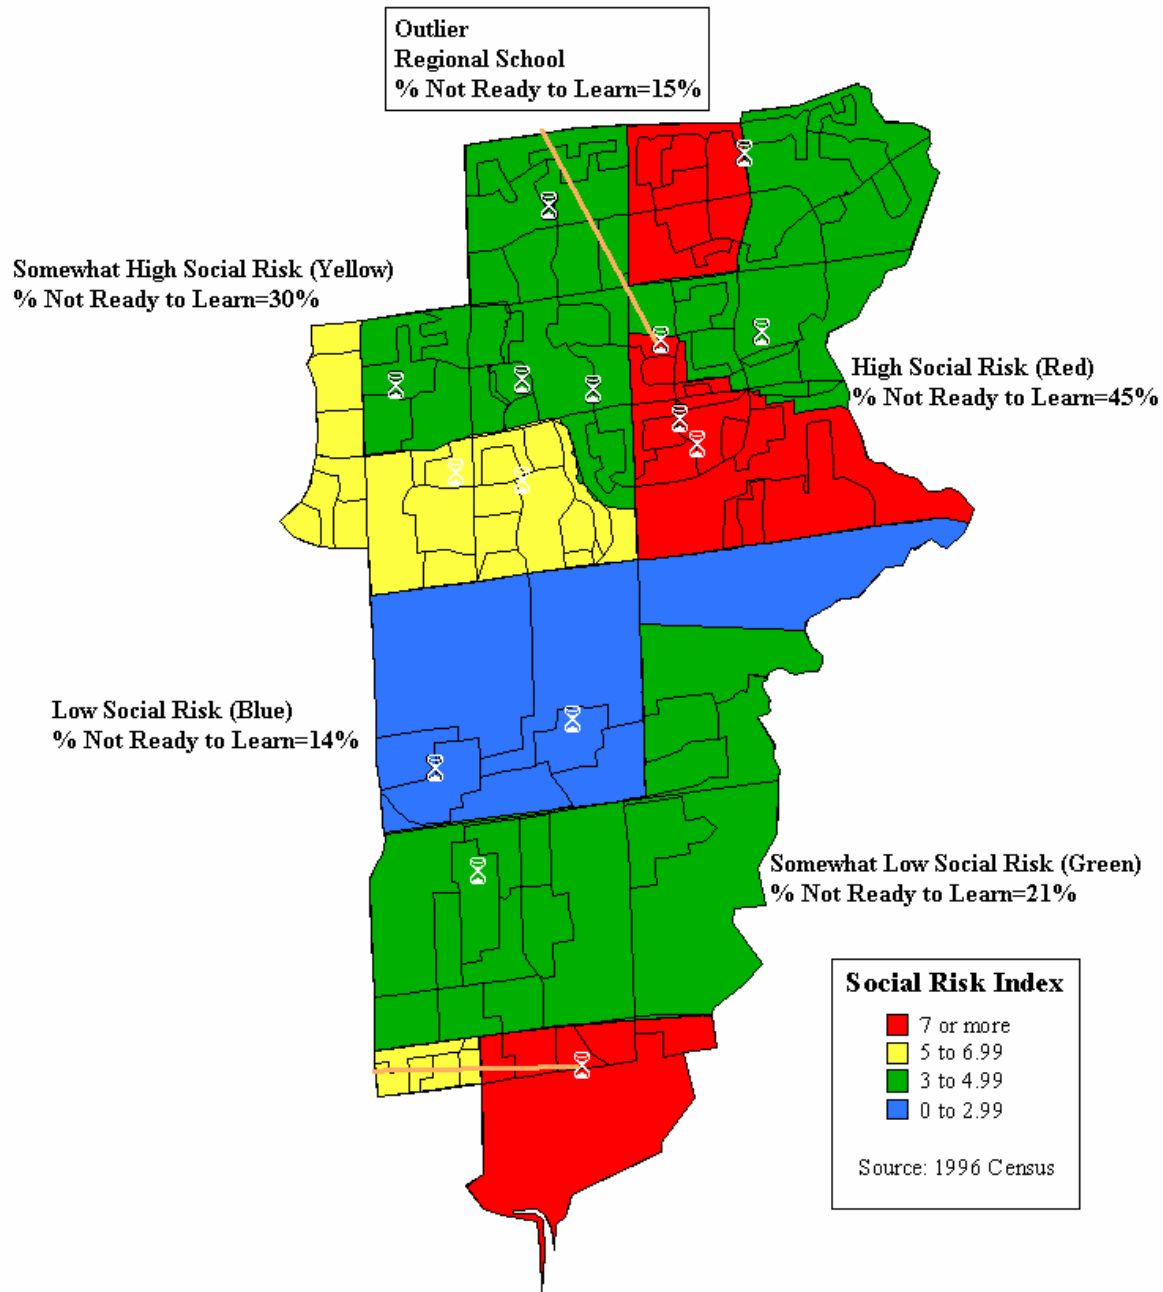 Outlier
Regional School
% Not Ready to Learn=15%
Somewhat High Social Risk (Yellow)
% Not Ready to Learn=30%
High Social Risk (Red)
% Not Ready to Learn=45%
Low Social Risk (Blue)
% Not Ready to Learn=14%
Somewhat Low Social Risk (Green)
% Not Ready to Learn=21%
Social Risk Index
7 or more
5 to 6.99
3 to 4.99
0 to 2.99
Source: 1996 Census